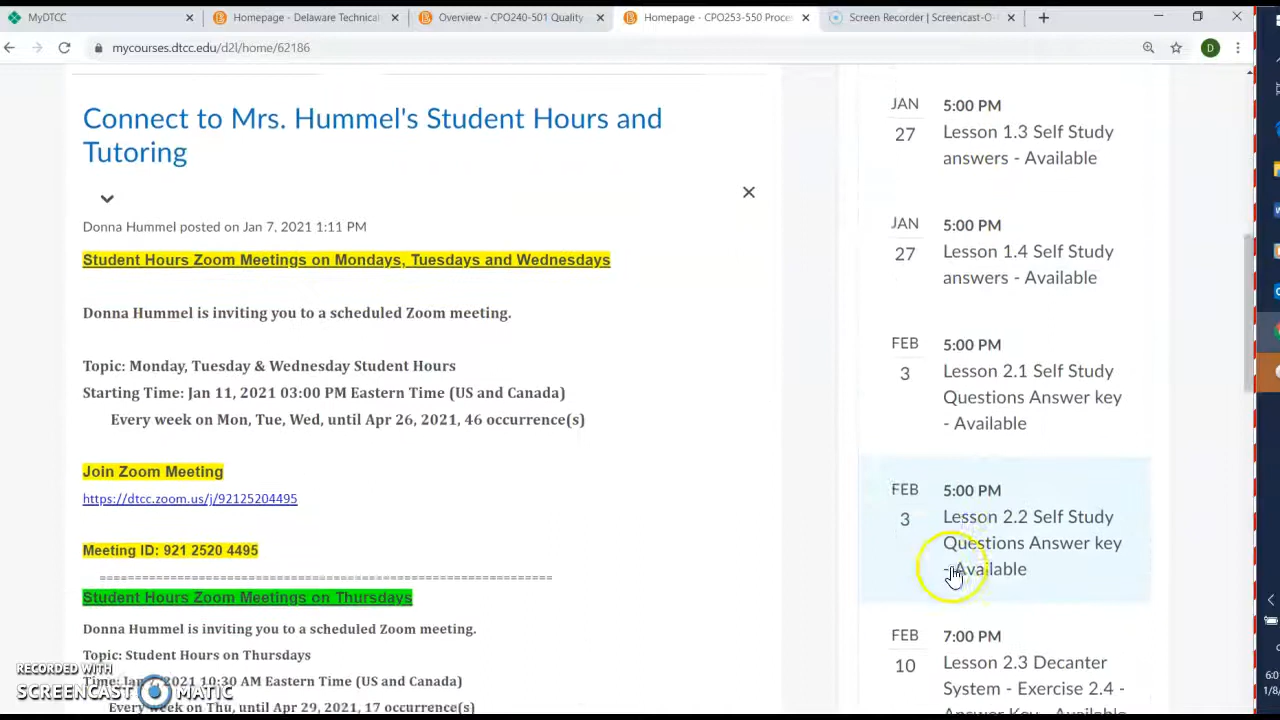 MyDTCC
Homepage - Delaware Technical
Overview - CPO240-501 Quality
Homepage - CPO253-550 Proce
Screen Recorder | Screencast-O-
mycourses.dtcc.edu/d2l/home/62186
D
Connect to Mrs. Hummel's Student Hours and
Tutoring
Donna Hummel posted on Jan 7, 2021 1:11 PM
Student Hours Zoom Meetings on Mondays, Tuesdays and Wednesdays
Donna Hummel is inviting you to a scheduled Zoom meeting.
Topic: Monday, Tuesday & Wednesday Student Hours
Starting Time: Jan 11, 2021 03:00 PM Eastern Time (US and Canada)
Every week on Mon, Tue, Wed, until Apr 26, 2021, 46 occurrence(s)
Join Zoom Meeting
https://dtcc.zoom.us/j/92125204495
Meeting ID: 921 2520 4495
==========================================================
Student Hours Zoom Meetings on Thursdays
Donna Hummel is inviting you to a scheduled Zoom meeting.
Topic: Student Hours on Thursdays
Time: Jan 7, 2021 10:30 AM Eastern Time (US and Canada)
Every week on Thu, until Apr 29, 2021, 17 occurrence(s)
JAN
27
5:00 PM
Lesson 1.3 Self Study
answers - Available
JAN
27
5:00 PM
Lesson 1.4 Self Study
answers - Available
FEB
3
5:00 PM
Lesson 2.1 Self Study
Questions Answer key
- Available
FEB
3
5:00 PM
Lesson 2.2 Self Study
Questions Answer key
- Available
FEB
10
7:00 PM
Lesson 2.3 Decanter
System - Exercise 2.4 -
Answer Key - Available
RECORDED WITH
SCREENCAST MATIC
6:0
1/8/